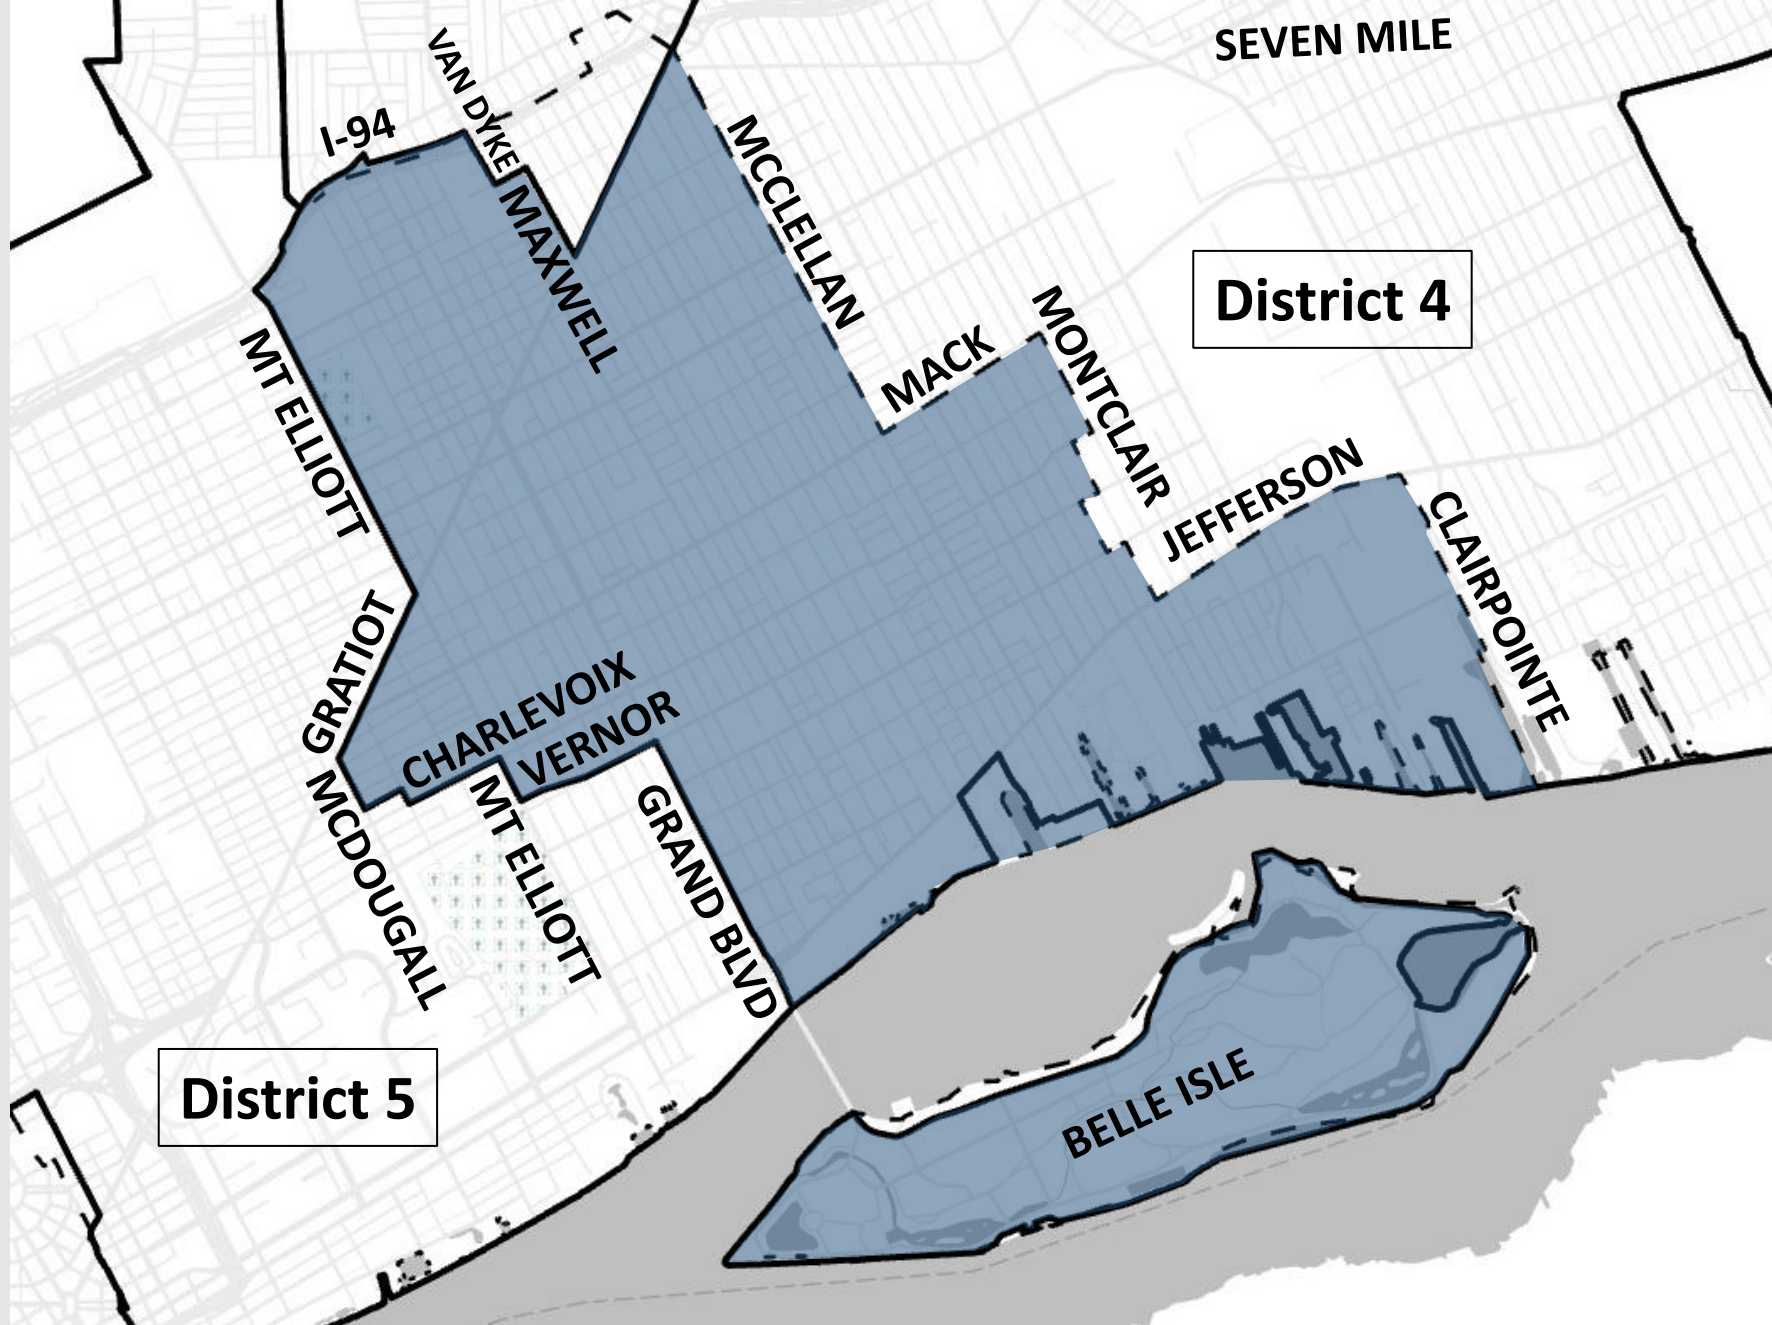 SEVEN MILE
VAN DYKE
I-94
MCCLELLAN
MAXWELL
District 4
MONTCLAIR
MACK
MT ELLIOTT
JEFFERSON
CLAIRPOINTE
GRATIOT
CHARLEVOIX
VERNOR
MCDOUGALL
MT ELLIOTT
GRAND BLVD
District 5
BELLE ISLE